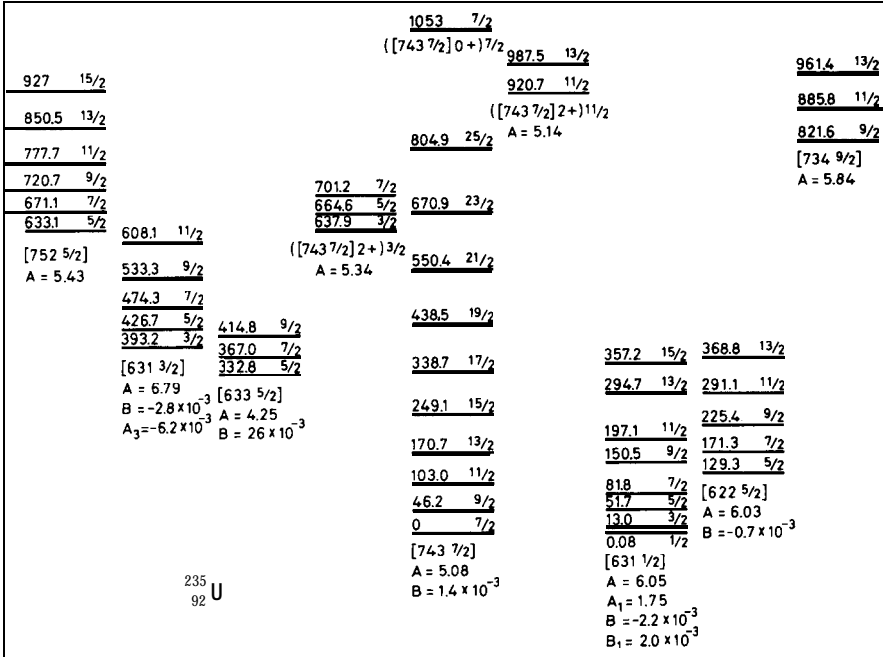 1053 7/2
([743 7/2] 0+) 7/2
987.5 13/2
920.7 11/2
([743 7/2] 2+) 11/2
A = 5.14
961.4 13/2
885.8 11/2
821.6 9/2
[734 9/2]
A = 5.84
927 15/2
850.5 13/2
777.7 11/2
720.7 9/2
671.1 7/2
633.1 5/2
[752 5/2]
A = 5.43
608.1 11/2
533.3 9/2
474.3 7/2
426.7 5/2
393.2 3/2
[631 3/2]
A = 6.79
B = -2.8 x 10^-3
A₃= -6.2 x 10^-3
414.8 9/2
367.0 7/2
332.8 5/2
[633 5/2]
A = 4.25
B = 26 x 10^-3
701.2 7/2
664.6 5/2
637.9 3/2
([743 7/2] 2+) 3/2
A = 5.34
804.9 25/2
670.9 23/2
550.4 21/2
438.5 19/2
338.7 17/2
249.1 15/2
170.7 13/2
103.0 11/2
46.2 9/2
0 7/2
[743 7/2]
A = 5.08
B = 1.4 x 10^-3
357.2 15/2
294.7 13/2
197.1 11/2
150.5 9/2
81.8 7/2
51.7 5/2
13.0 3/2
0.08 1/2
[631 1/2]
A = 6.05
A₁ = 1.75
B = -2.2 x 10^-3
B₁ = 2.0 x 10^-3
368.8 13/2
291.1 11/2
225.4 9/2
171.3 7/2
129.3 5/2
[622 5/2]
A = 6.03
B = -0.7 x 10^-3
235
92 U